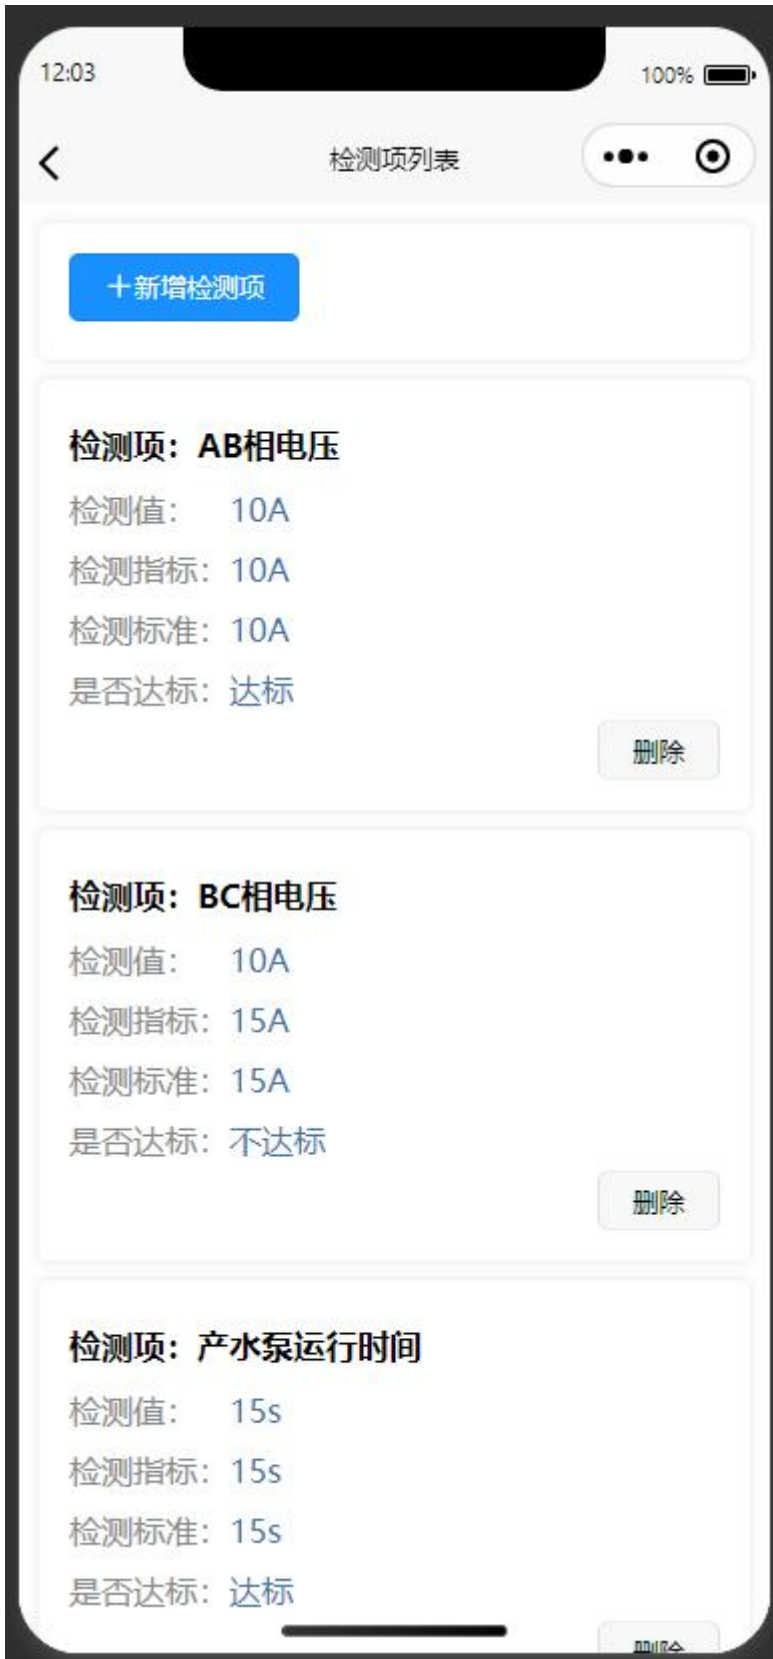 12:03
100%
检测项列表
+新增检测项
检测项：AB相电压
检测值： 10A
检测指标：10A
检测标准：10A
是否达标：达标
删除
检测项：BC相电压
检测值： 10A
检测指标：15A
检测标准：15A
是否达标：不达标
删除
检测项：产水泵运行时间
检测值： 15s
检测指标：15s
检测标准：15s
是否达标：达标
删除